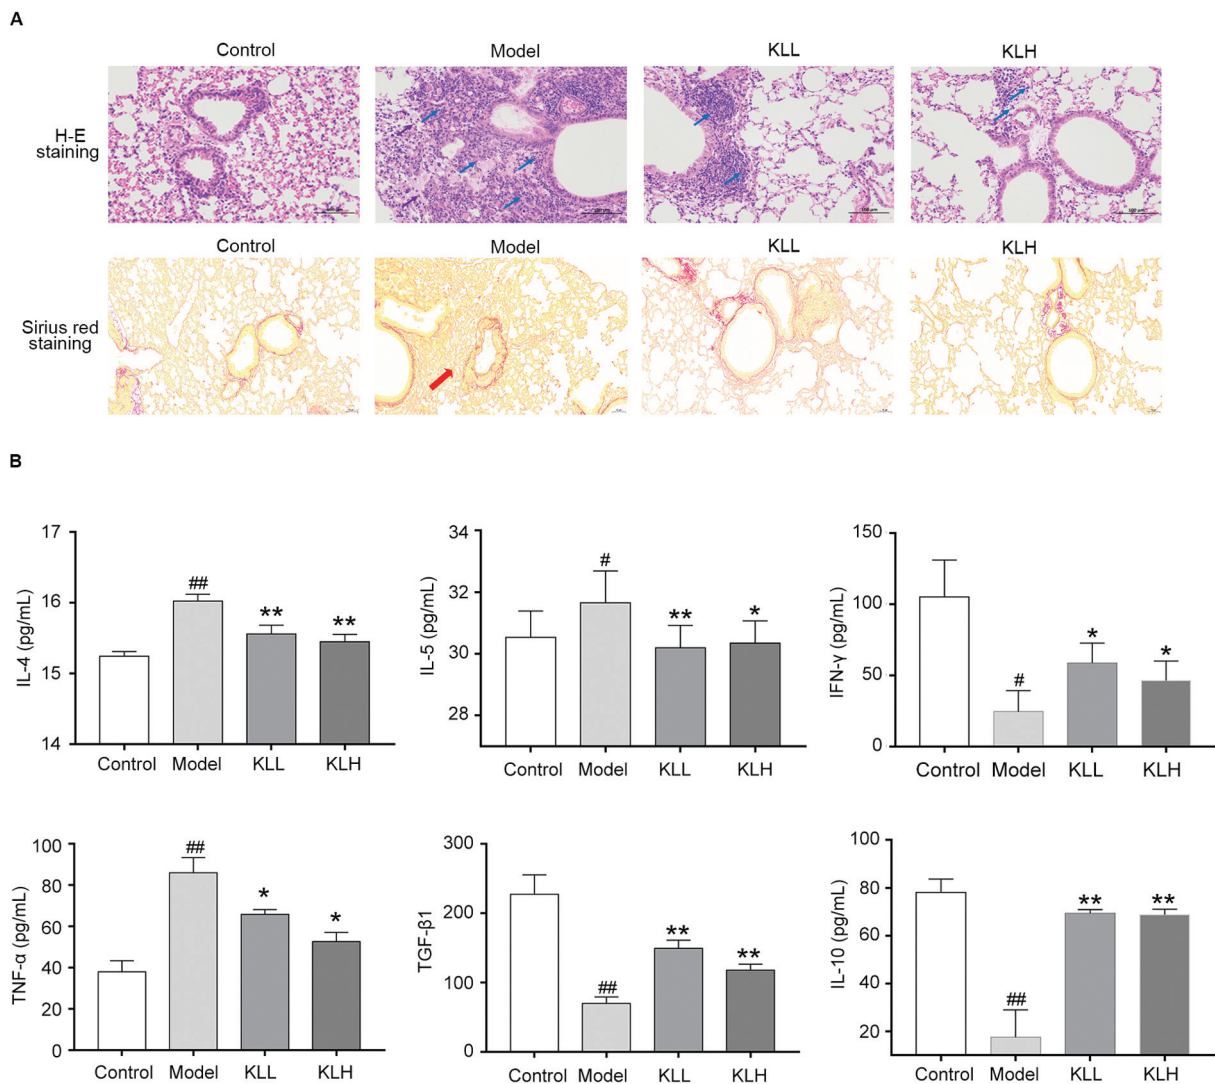 A
Control Model KLL KLH
H-E
staining
100 μm
Control Model KLL KLH
Sirius red
staining
B
17
16
15
14
IL-4 (pg/mL)
##
**
**
Control Model KLL KLH
34
32
30
28
IL-5 (pg/mL)
#
**
*
Control Model KLL KLH
150
100
50
0
IFN-γ (pg/mL)
#
*
*
Control Model KLL KLH
100
80
60
40
20
0
TNF-α (pg/mL)
##
*
*
Control Model KLL KLH
300
200
100
0
TGF-β1
##
**
**
Control Model KLL KLH
100
80
60
40
20
IL-10 (pg/mL)
##
**
**
Control Model KLL KLH